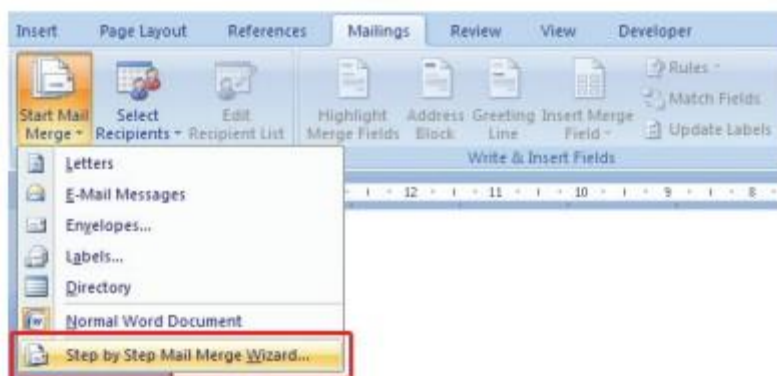 Insert Page Layout References Mailings Review View Developer
Start Mail Merge Select Recipients Edit Recipient List Highlight Merge Fields Address Block Greeting Line Insert Merge Field Rules
Match Fields
Update Labels
Write & Insert Fields
Letters
E-Mail Messages
Envelopes...
Labels...
Directory
Normal Word Document
Step by Step Mail Merge Wizard...
12 11 10 9 8